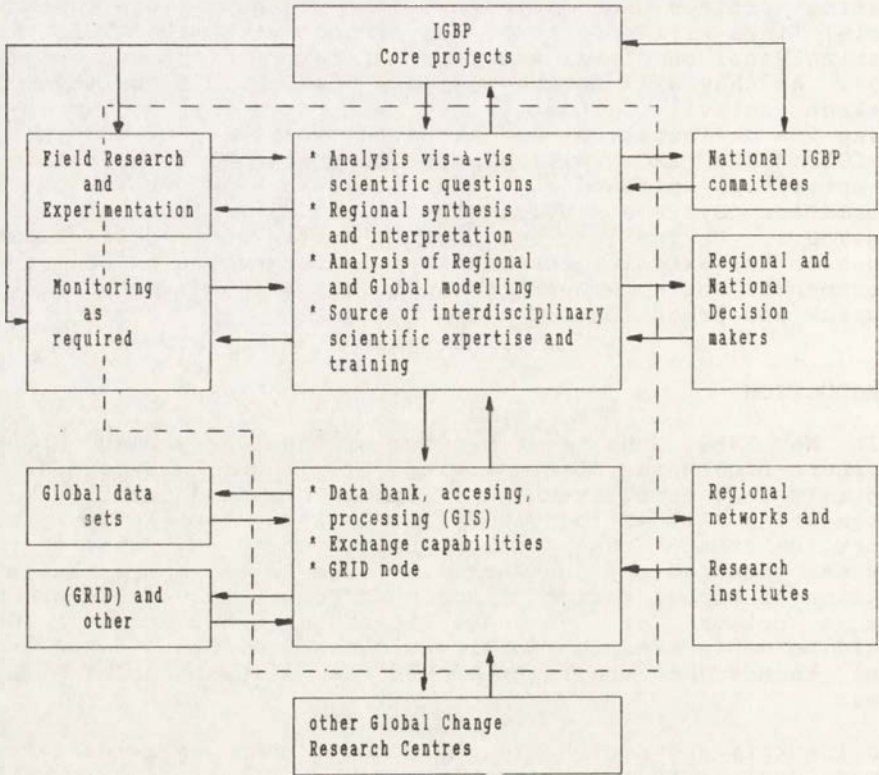 IGBP
Core projects
Field Research
and
Experimentation
* Analysis vis-à-vis
scientific questions
* Regional synthesis
and interpretation
* Analysis of Regional
and Global modelling
* Source of interdisciplinary
scientific expertise and
training
National IGBP
committees
Monitoring
as
required
Regional and
National
Decision
makers
Global data
sets
* Data bank, accesing,
processing (GIS)
* Exchange capabilities
* GRID node
Regional
networks and
Research
institutes
(GRID) and
other
other Global Change
Research Centres